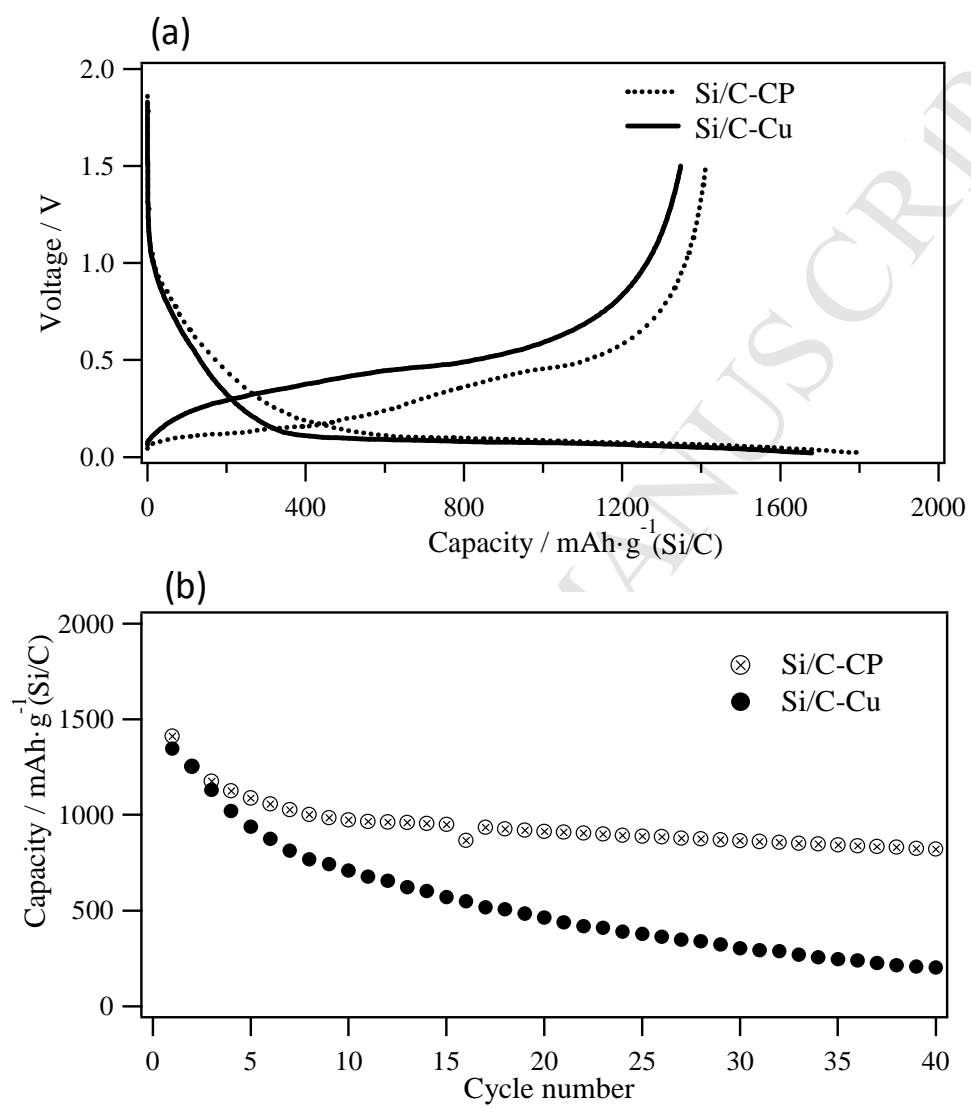 (a)
2.0
1.5
1.0
0.5
0.0
Voltage / V
Si/C-CP
Si/C-Cu
0
400
800
1200
1600
2000
Capacity / mAh·g⁻¹(Si/C)
(b)
2000
1500
1000
500
0
Capacity / mAh·g⁻¹(Si/C)
Si/C-CP
Si/C-Cu
0
5
10
15
20
25
30
35
40
Cycle number